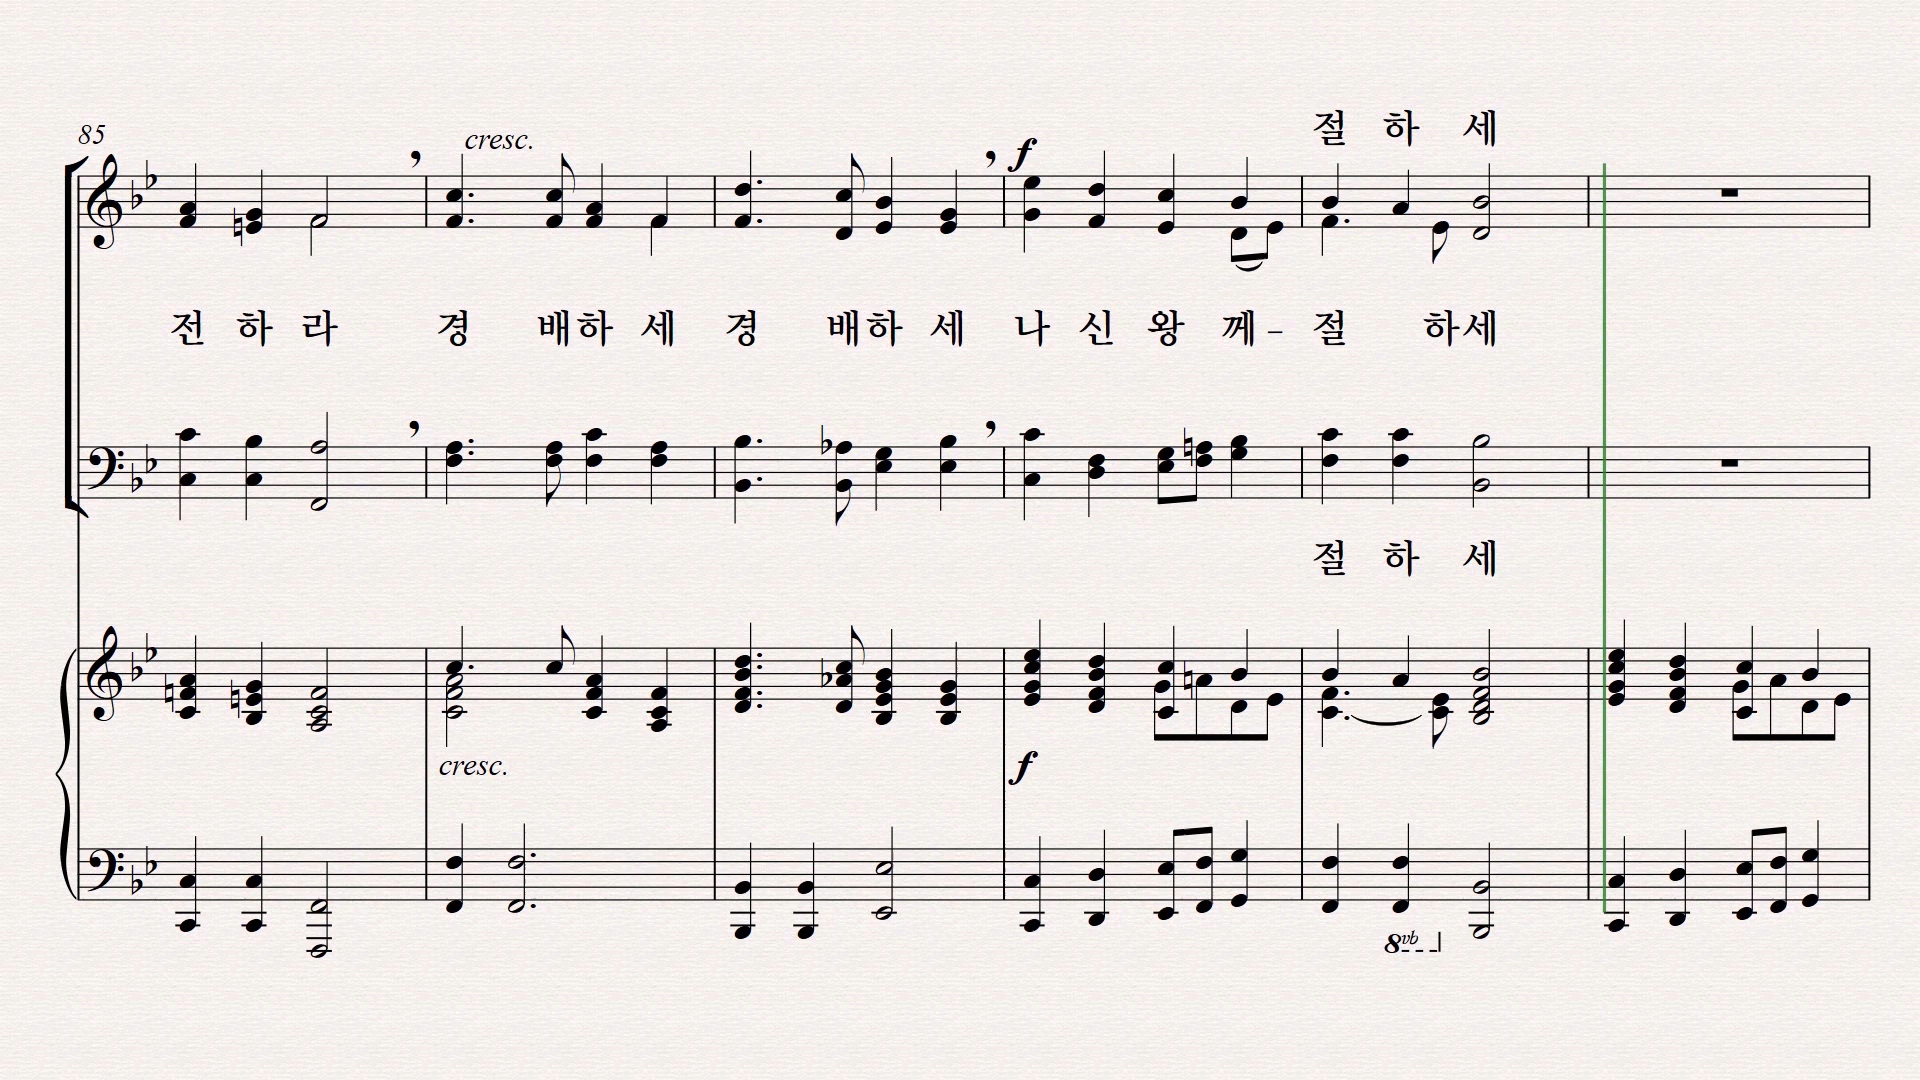 절 하 세
85
cresc.
f
전 하 라 경 배하 세 경 배하 세 나 신 왕 께 – 절 하세
절 하 세
cresc.
f
8vb